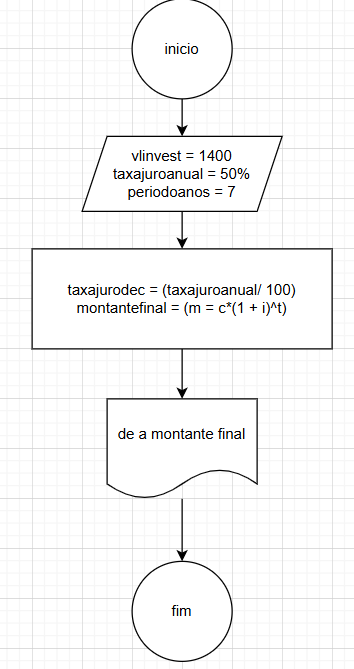 inicio
vlinvest = 1400
taxajuroanual = 50%
periodoanos = 7
taxajurodec = (taxajuroanual/ 100)
montantefinal = (m = c*(1 + i)^t)
de a montante final
fim